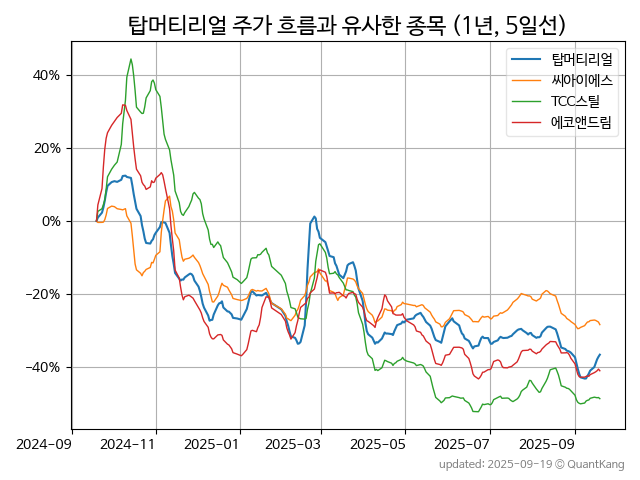 탑머티리얼 주가 흐름과 유사한 종목 (1년, 5일선)
탑머티리얼
씨아이에스
TCC스틸
에코앤드림
40%
20%
0%
−20%
−40%
2024-09 2024-11 2025-01 2025-03 2025-05 2025-07 2025-09
updated: 2025-09-19 © QuantKang